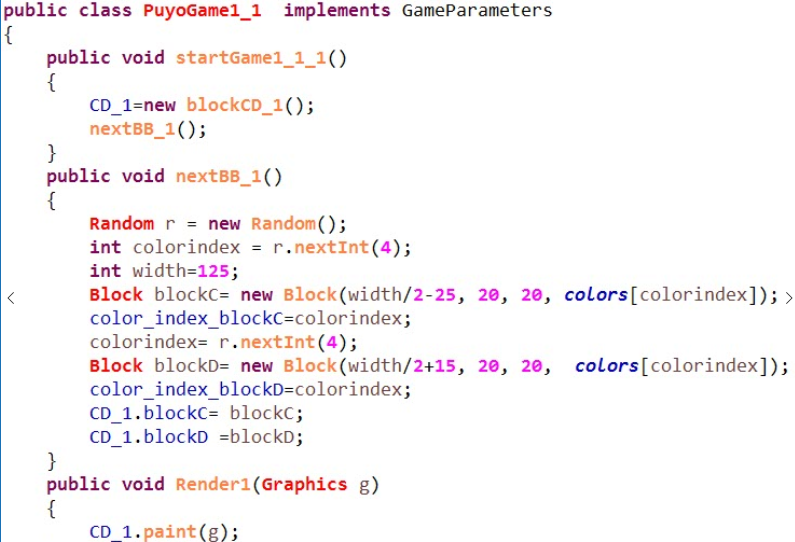 public class PuyoGame1_1  implements GameParameters
{
    public void startGame1_1_1()
    {
        CD_1=new blockCD_1();
        nextBB_1();
    }
    public void nextBB_1()
    {
        Random r = new Random();
        int colorindex = r.nextInt(4);
        int width=125;
        Block blockC= new Block(width/2-25, 20, 20, colors[colorindex]);
        color_index_blockC=colorindex;
        colorindex= r.nextInt(4);
        Block blockD= new Block(width/2+15, 20, 20,  colors[colorindex]);
        color_index_blockD=colorindex;
        CD_1.blockC= blockC;
        CD_1.blockD =blockD;
    }
    public void Render1(Graphics g)
    {
        CD_1.paint(g);